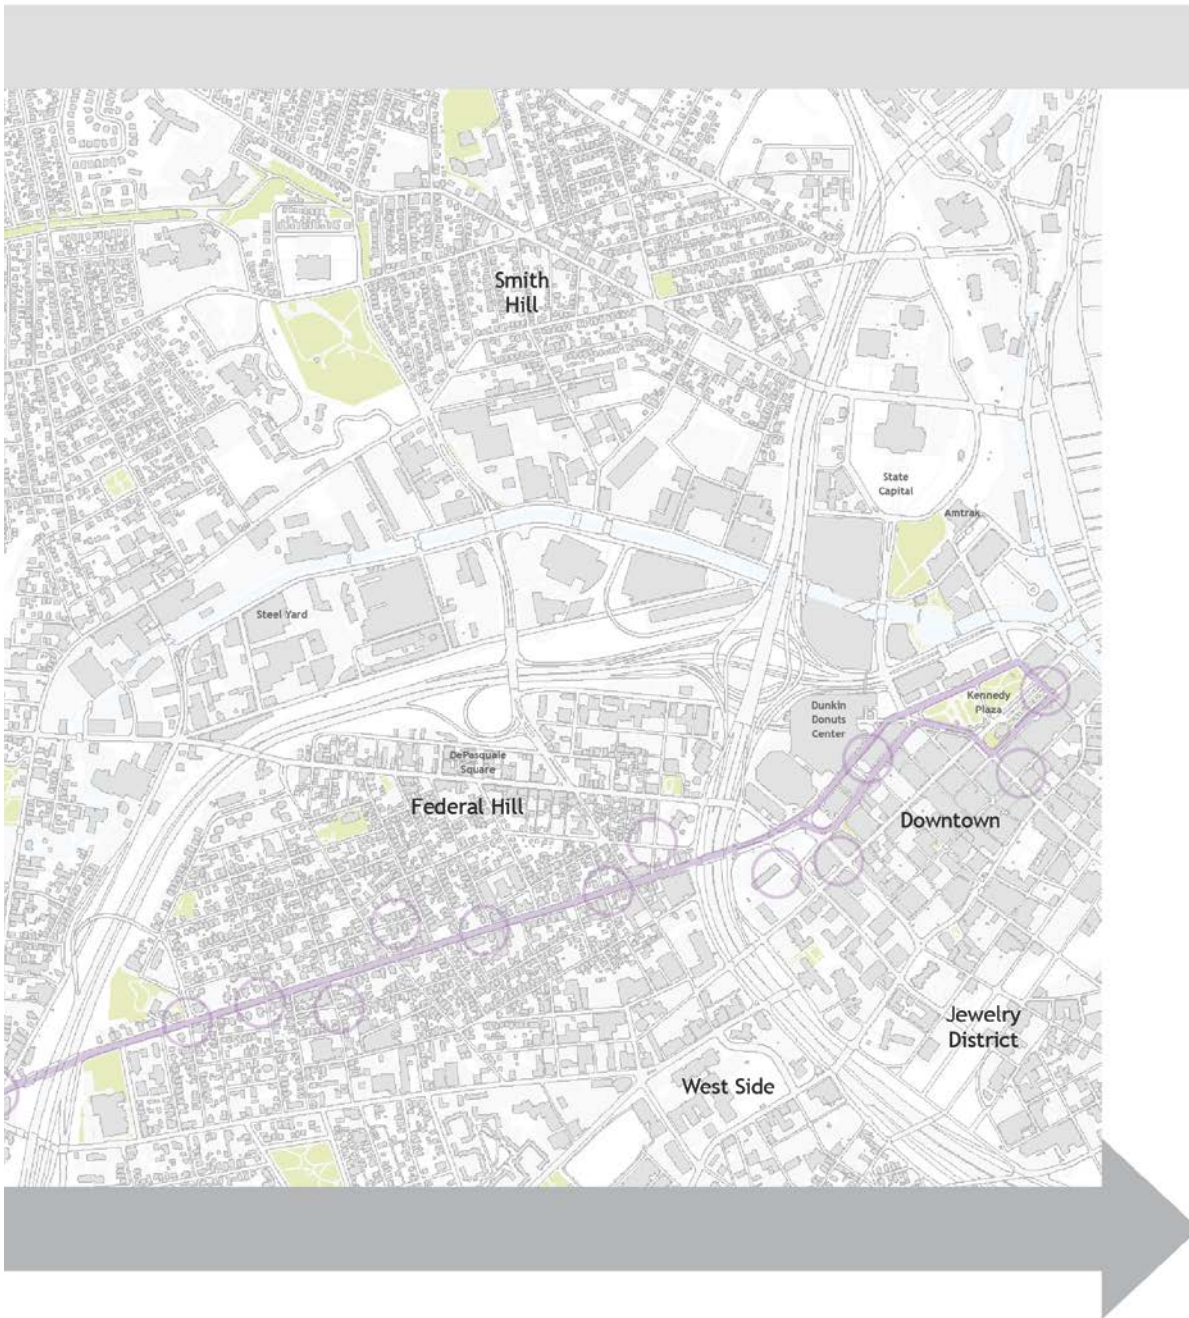 Smith
Hill
State
Capital
Amtrak
Steel Yard
Kennedy
Plaza
Dunkin
Donuts
Center
DePasquale
Square
Federal Hill
Downtown
Jewelry
District
West Side